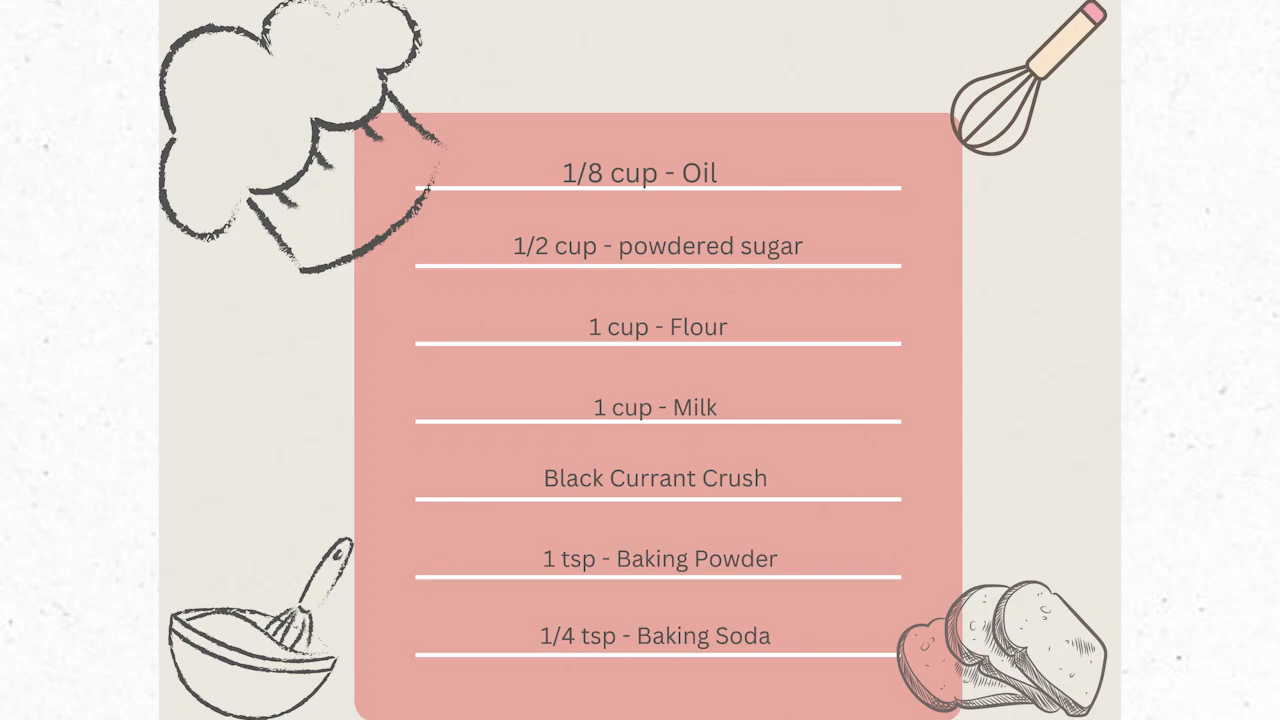 1/8 cup - Oil
1/2 cup - powdered sugar
1 cup - Flour
1 cup - Milk
Black Currant Crush
1 tsp - Baking Powder
1/4 tsp - Baking Soda